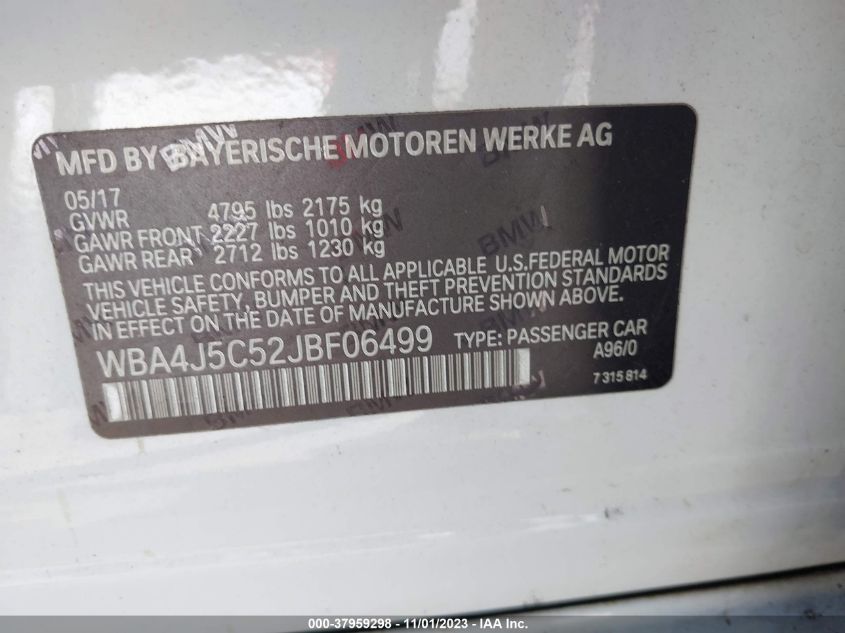 MFD BY BAYERISCHE MOTOREN WERKE AG
05/17
GVWR 4795 lbs 2175 kg
GAWR FRONT 2227 lbs 1010 kg
GAWR REAR 2712 lbs 1230 kg
THIS VEHICLE CONFORMS TO ALL APPLICABLE U.S.FEDERAL MOTOR
VEHICLE SAFETY, BUMPER AND THEFT PREVENTION STANDARDS
IN EFFECT ON THE DATE OF MANUFACTURE SHOWN ABOVE.
WBA4J5C52JBF06499 TYPE: PASSENGER CAR
A96/0
7315814
000-37959298 - 11/01/2023 - IAA Inc.